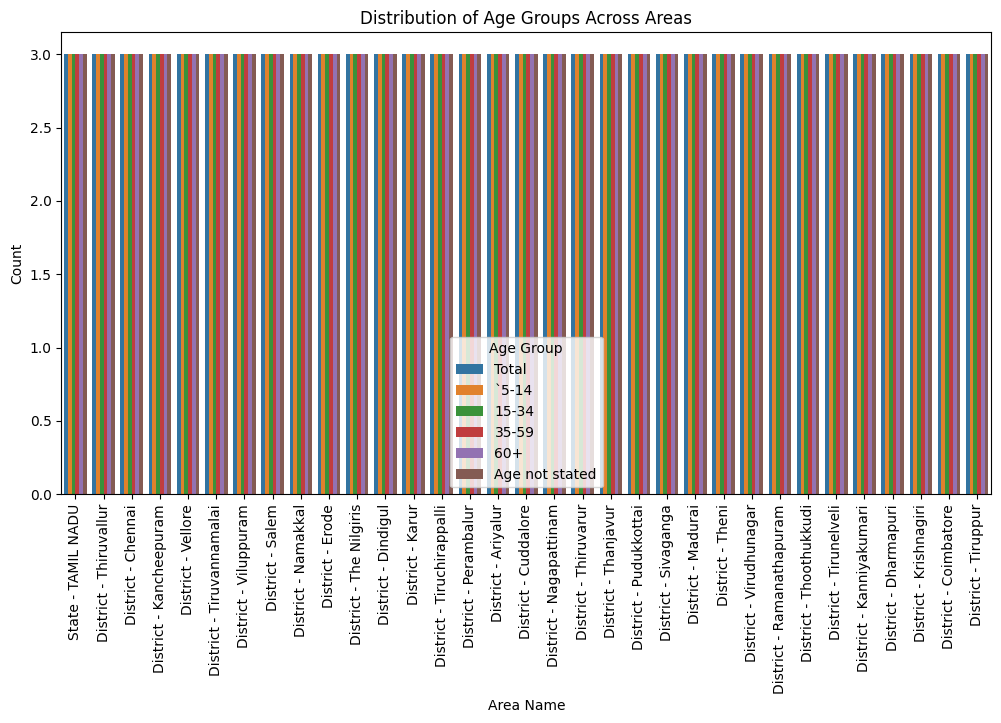 Distribution of Age Groups Across Areas
3.0
2.5
2.0
1.5
1.0
0.5
0.0
Count
Age Group
Total
`5-14
15-34
35-59
60+
Age not stated
State - TAMIL NADU
District - Thiruvallur
District - Chennai
District - Kancheepuram
District - Vellore
District - Tiruvannamalai
District - Viluppuram
District - Salem
District - Namakkal
District - Erode
District - The Nilgiris
District - Dindigul
District - Karur
District - Tiruchirappalli
District - Perambalur
District - Ariyalur
District - Cuddalore
District - Nagapattinam
District - Thiruvarur
District - Thanjavur
District - Pudukkottai
District - Sivaganga
District - Madurai
District - Theni
District - Virudhunagar
District - Ramanathapuram
District - Thoothukkudi
District - Tirunelveli
District - Kanniyakumari
District - Dharmapuri
District - Krishnagiri
District - Coimbatore
District - Tiruppur
Area Name